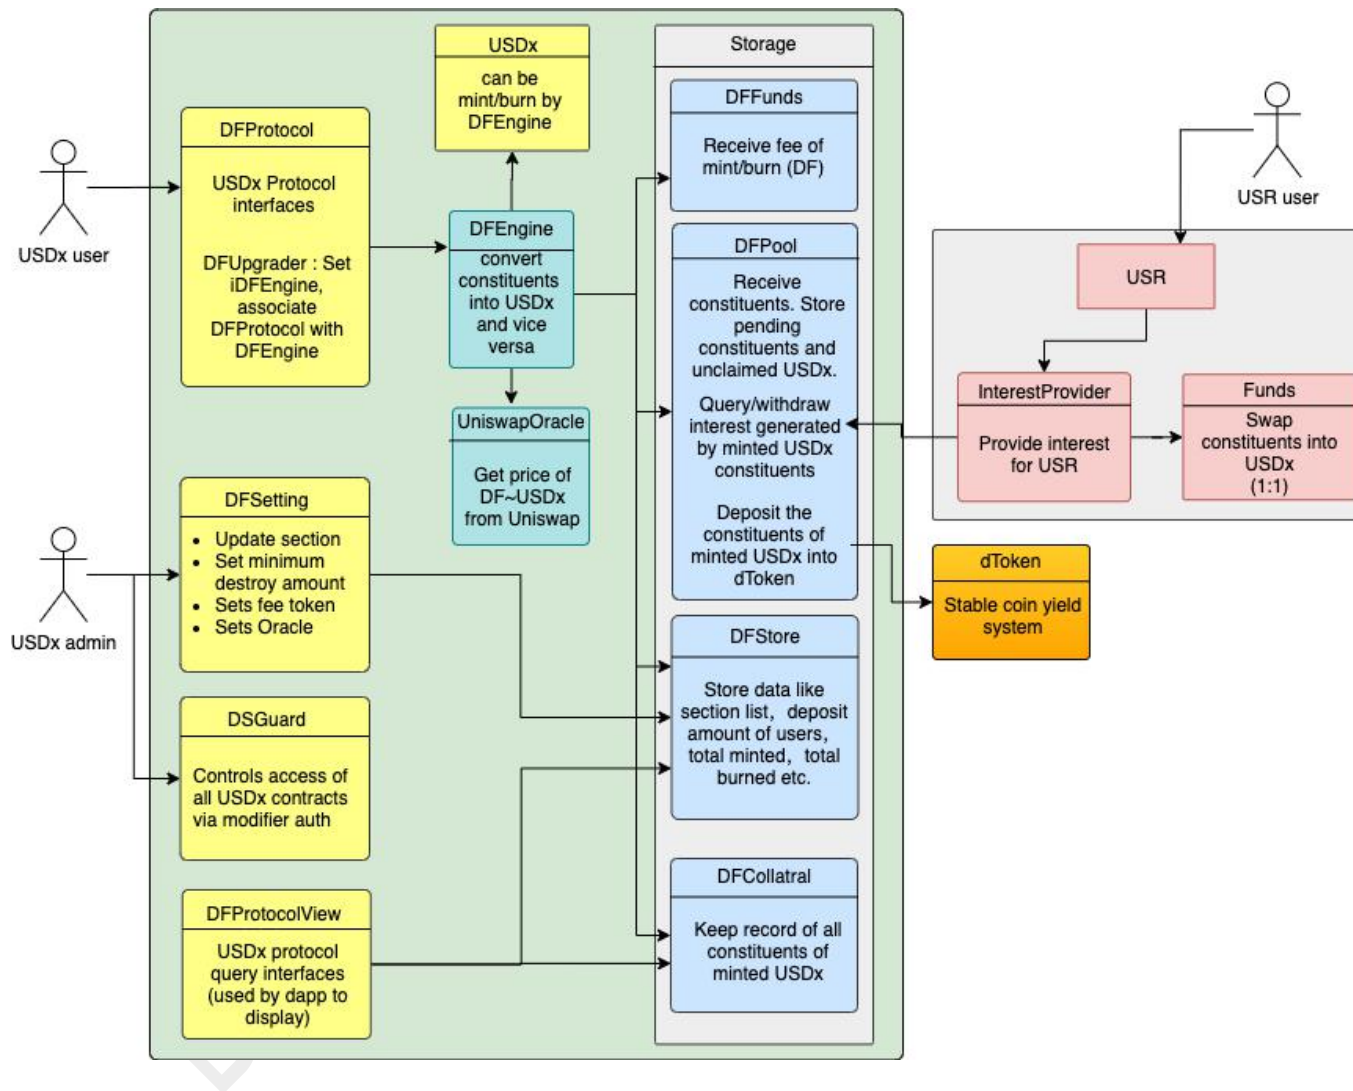 USDx
can be
mint/burn by
DFEngine
Storage
DFFunds
Receive fee of
mint/burn (DF)
DFProtocol
USDx Protocol
interfaces
DFUpgrader : Set
iDFEngine,
associate
DFProtocol with
DFEngine
USDx user
USR user
DFEngine
convert
constituents
into USDx
and vice
versa
DFPool
Receive
constituents. Store
pending
constituents and
unclaimed USDx.
Query/withdraw
interest generated
by minted USDx
constituents
Deposit the
constituents of
minted USDx into
dToken
USR
InterestProvider
Provide interest
for USR
Funds
Swap
constituents into
USDx
(1:1)
UniswapOracle
Get price of
DF~USDx
from Uniswap
DFSetting
• Update section
• Set minimum
destroy amount
• Sets fee token
• Sets Oracle
USDx admin
dToken
Stable coin yield
system
DFStore
Store data like
section list, deposit
amount of users,
total minted, total
burned etc.
DSGuard
Controls access of
all USDx contracts
via modifier auth
DFCollatral
Keep record of all
constituents of
minted USDx
DFProtocolView
USDx protocol
query interfaces
(used by dapp to
display)